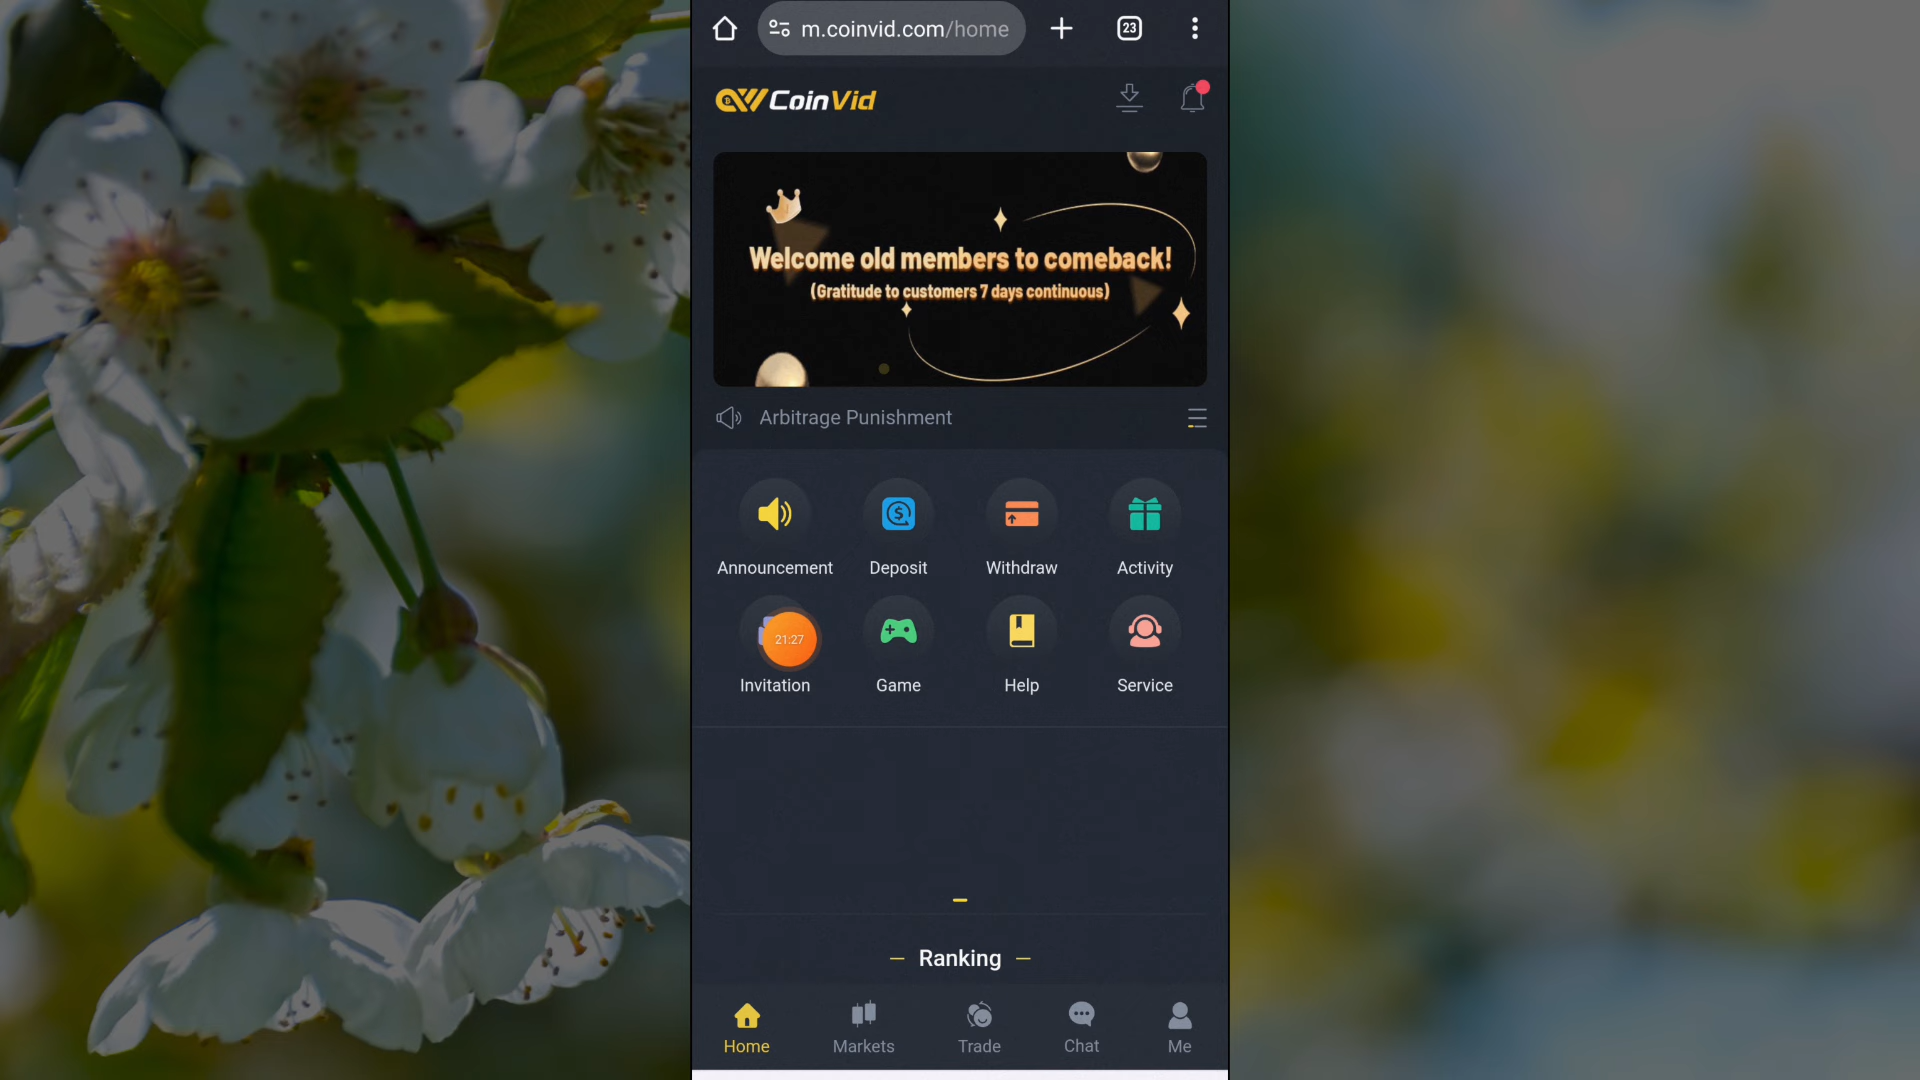 m.coinvid.com/home
23
CoinVid
Welcome old members to comeback!
(Gratitude to customers 7 days continuous)
Arbitrage Punishment
Announcement
Deposit
Withdraw
Activity
21:27
Invitation
Game
Help
Service
Ranking
Home
Markets
Trade
Chat
Me